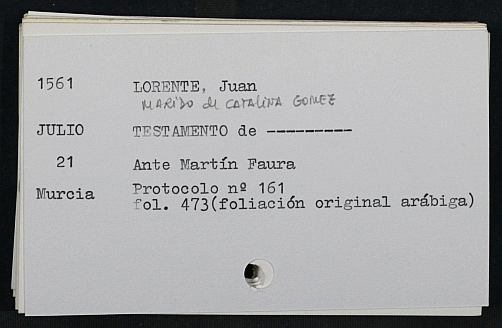 1561 LORENTE, Juan
MARIDO de CATALINA GOMEZ
JULIO TESTAMENTO de ---------
21 Ante Martín Faura
Murcia Protocolo nº 161
fol. 473(foliación original arábiga)